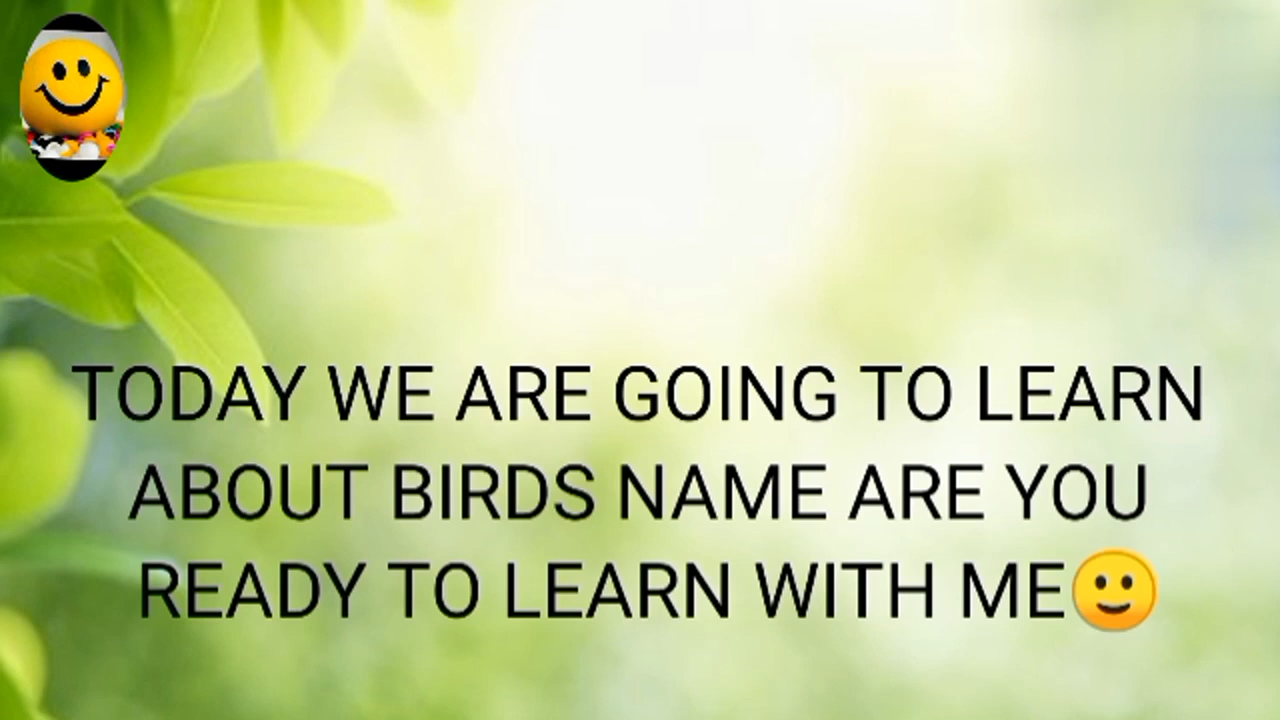 TODAY WE ARE GOING TO LEARN
ABOUT BIRDS NAME ARE YOU
READY TO LEARN WITH ME🙂